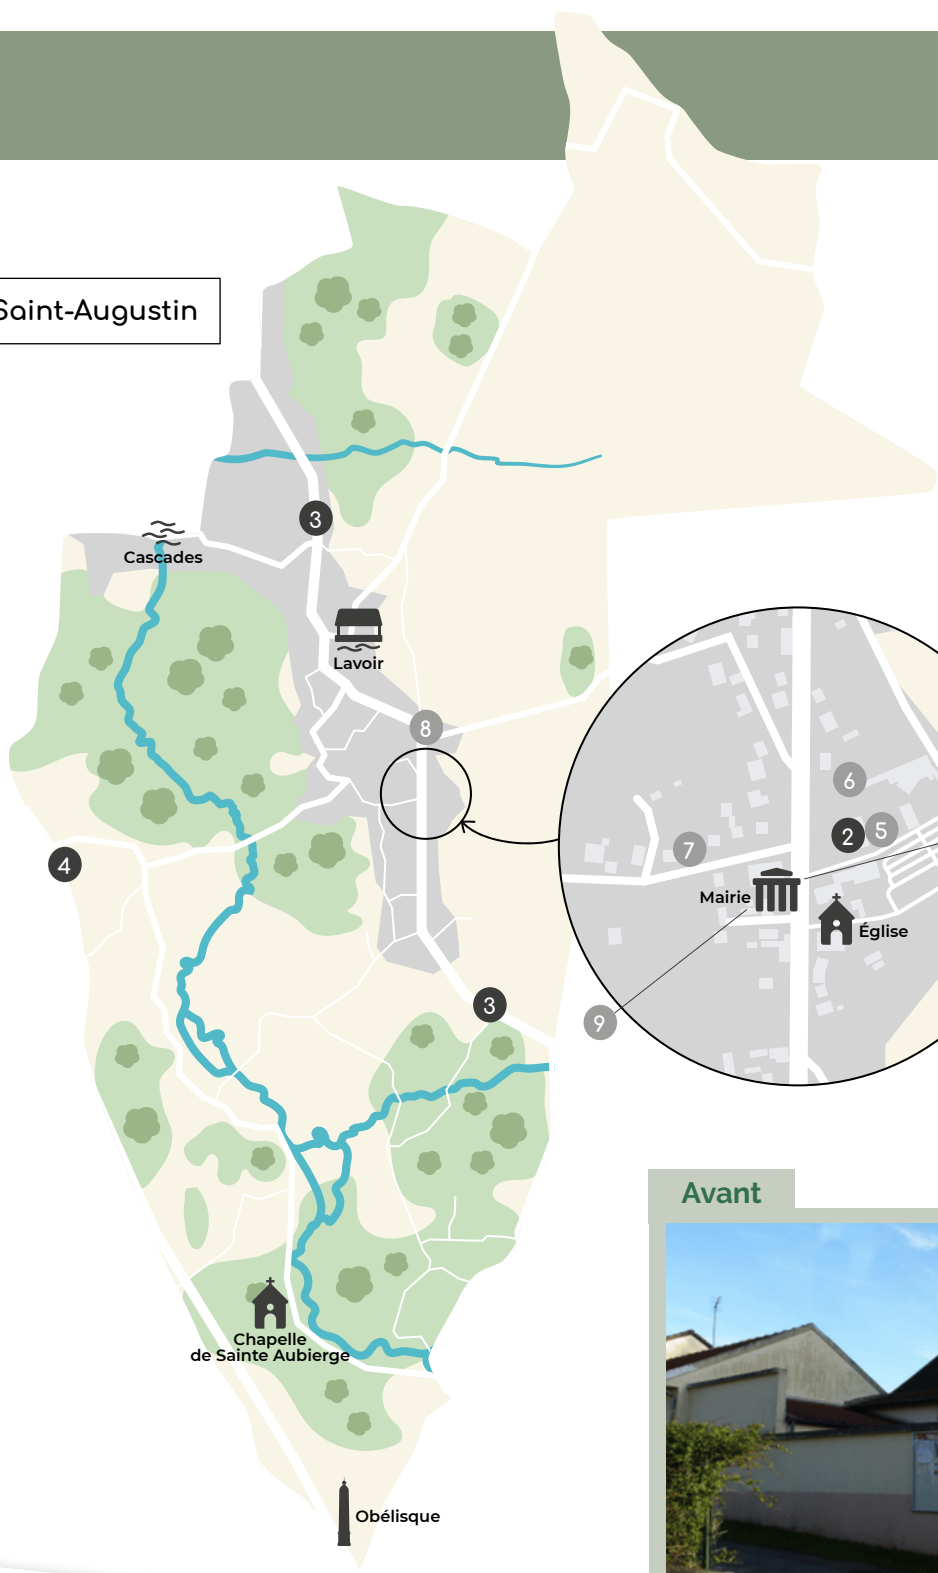 Saint-Augustin
3
Cascades
Lavoir
8
6
2
5
7
4
Mairie
Église
3
9
Avant
Chapelle
de Sainte Aubierge
Obélisque